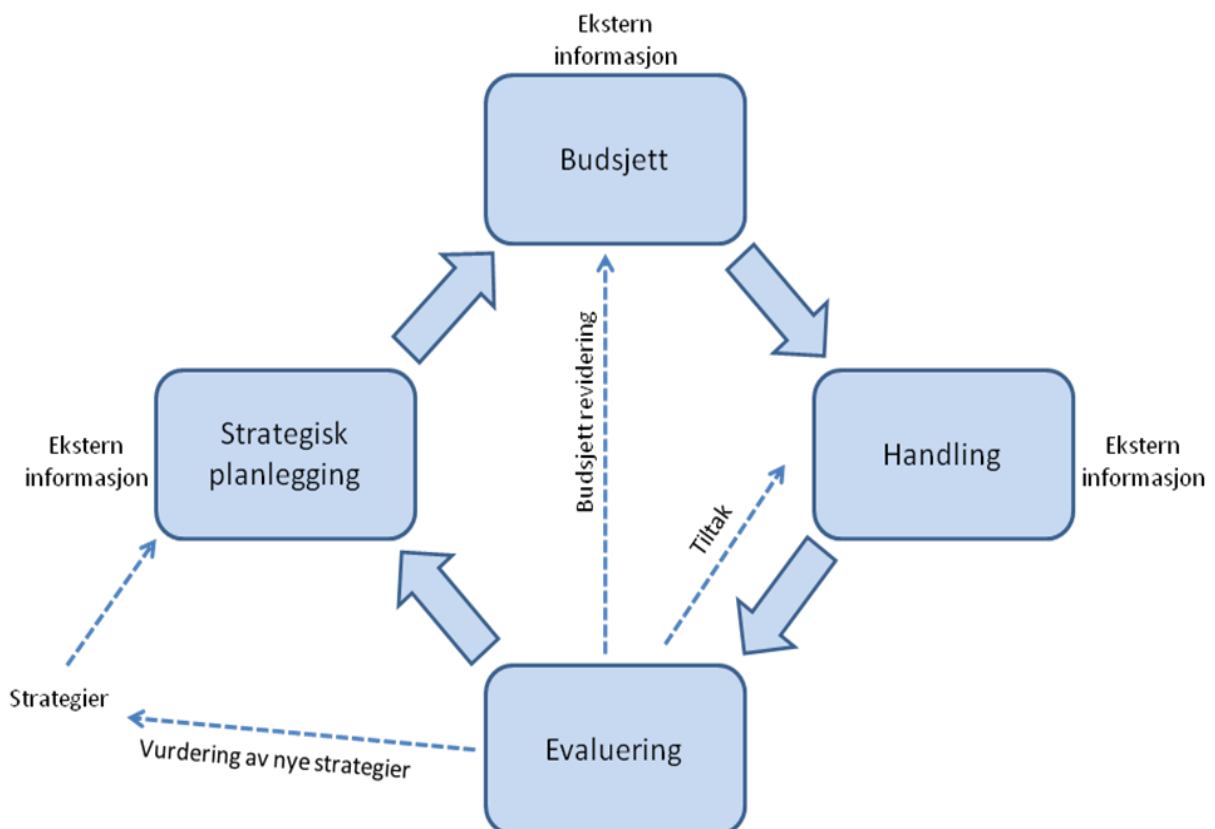 Ekstern
informasjon
Budsjett
Budsjett revidering
Strategisk
planlegging
Ekstern
informasjon
Handling
Ekstern
informasjon
Tiltak
Strategier
Vurdering av nye strategier
Evaluering